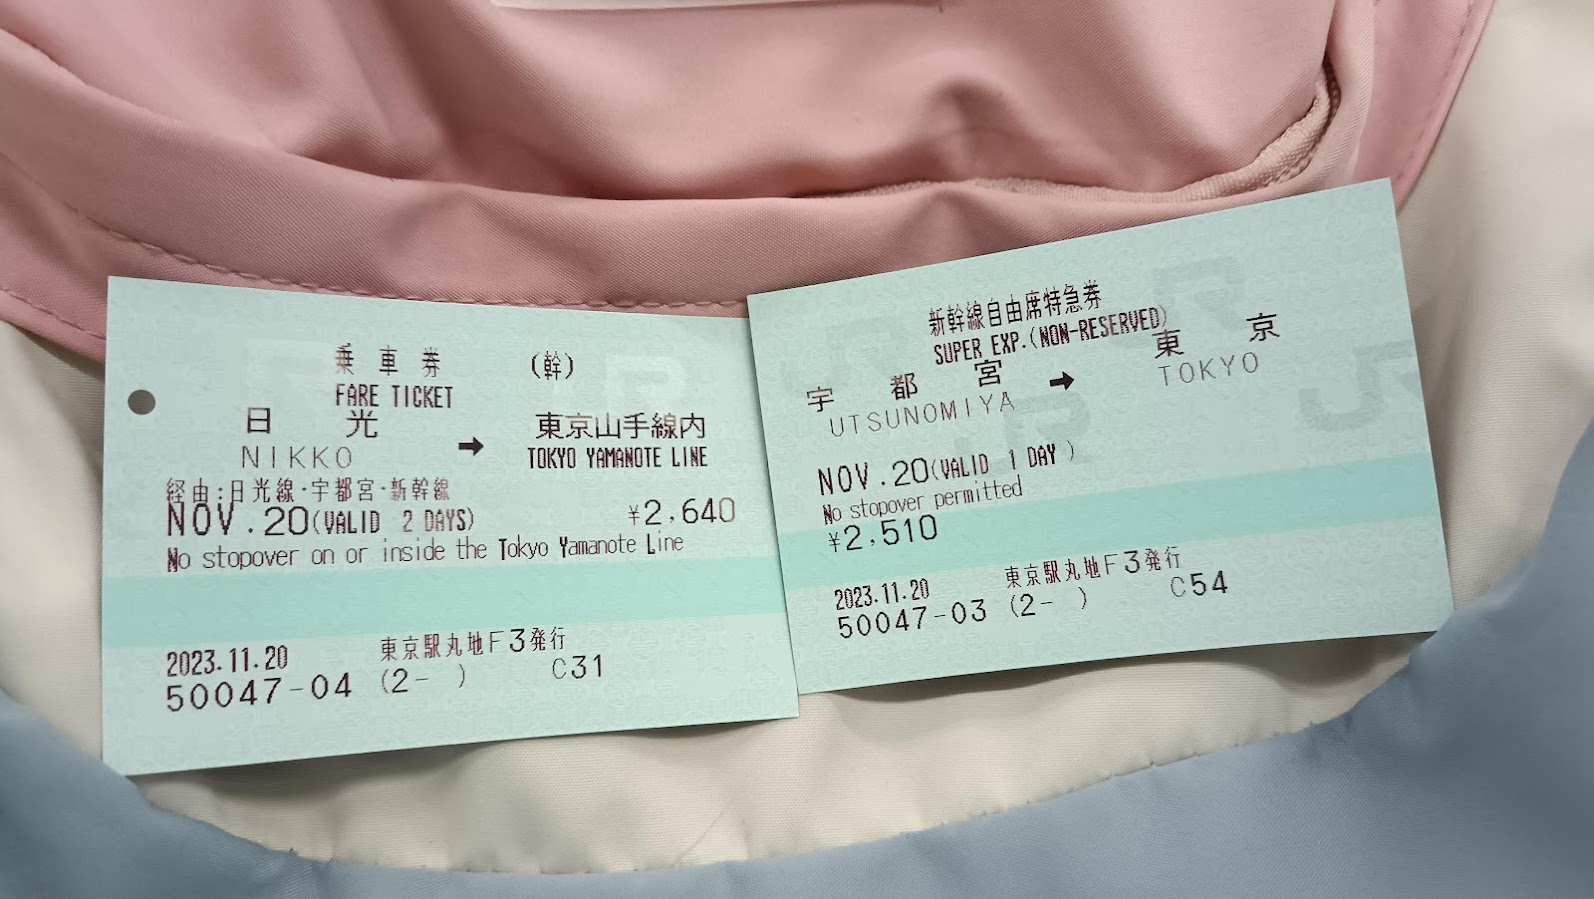 乗車券 (幹)
FARE TICKET
日光 → 東京山手線内
NIKKO TOKYO YAMANOTE LINE
経由:日光線・宇都宮・新幹線
NOV.20(VALID 2 DAYS) ¥2,640
No stopover on or inside the Tokyo Yamanote Line
2023.11.20 東京駅丸地F3発行
50047-04 (2- ) C31
新幹線自由席特急券
SUPER EXP.(NON-RESERVED)
宇都宮 → 東京
UTSUNOMIYA TOKYO
NOV.20(VALID 1 DAY )
No stopover permitted
¥2,510
2023.11.20 東京駅丸地F3発行
50047-03 (2- ) C54